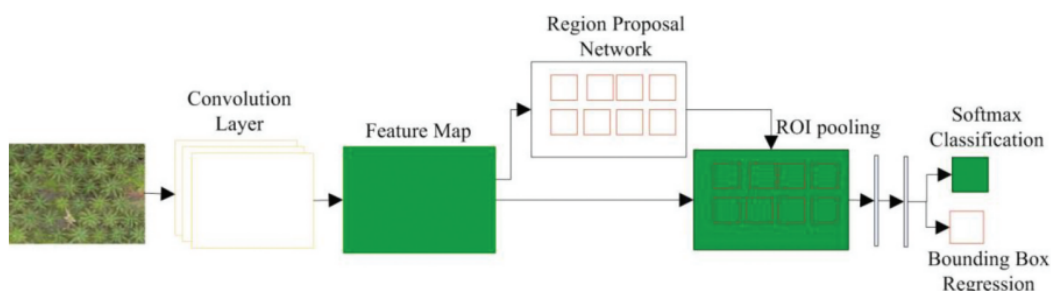 Region Proposal
Network
Convolution
Layer
Feature Map
ROI pooling
Softmax
Classification
Bounding Box
Regression